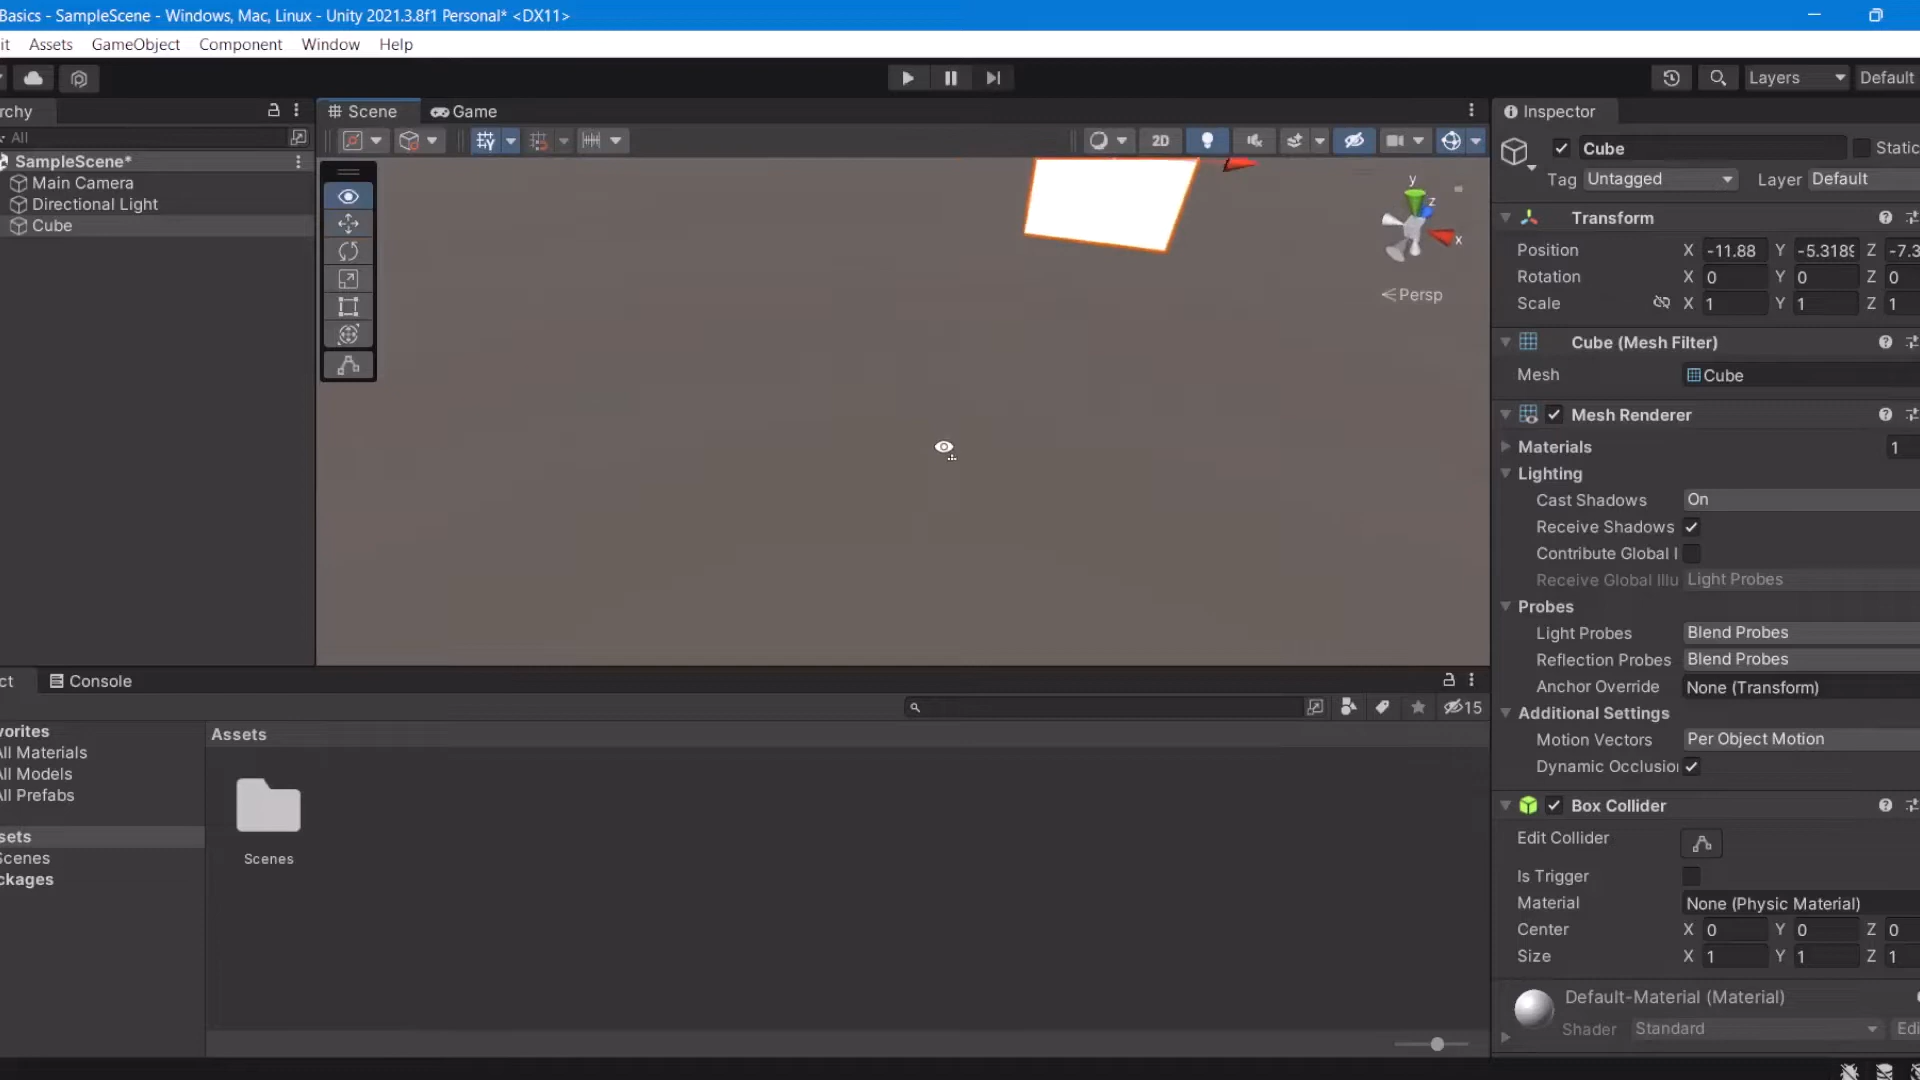 Basics - SampleScene - Windows, Mac, Linux - Unity 2021.3.8f1 Personal* <DX11>
it Assets GameObject Component Window Help
Layers Default
rchy
Scene Game
Inspector
All
2D
Cube Static
SampleScene*
Tag Untagged Layer Default
Main Camera
Directional Light
Cube
y
z
x
Persp
Transform
Position X -11.88 Y -5.3189 Z -7.3
Rotation X 0 Y 0 Z 0
Scale X 1 Y 1 Z 1
Cube (Mesh Filter)
Mesh Cube
Mesh Renderer
Materials 1
Lighting
Cast Shadows On
Receive Shadows
Contribute Global I
Receive Global Illu Light Probes
Probes
Light Probes Blend Probes
Reflection Probes Blend Probes
Anchor Override None (Transform)
Additional Settings
Motion Vectors Per Object Motion
Dynamic Occlusio
Box Collider
Edit Collider
Is Trigger
Material None (Physic Material)
Center X 0 Y 0 Z 0
Size X 1 Y 1 Z 1
Default-Material (Material)
Shader Standard Edi
ct Console
15
vorites
All Materials
All Models
All Prefabs
sets
Scenes
ckages
Assets
Scenes